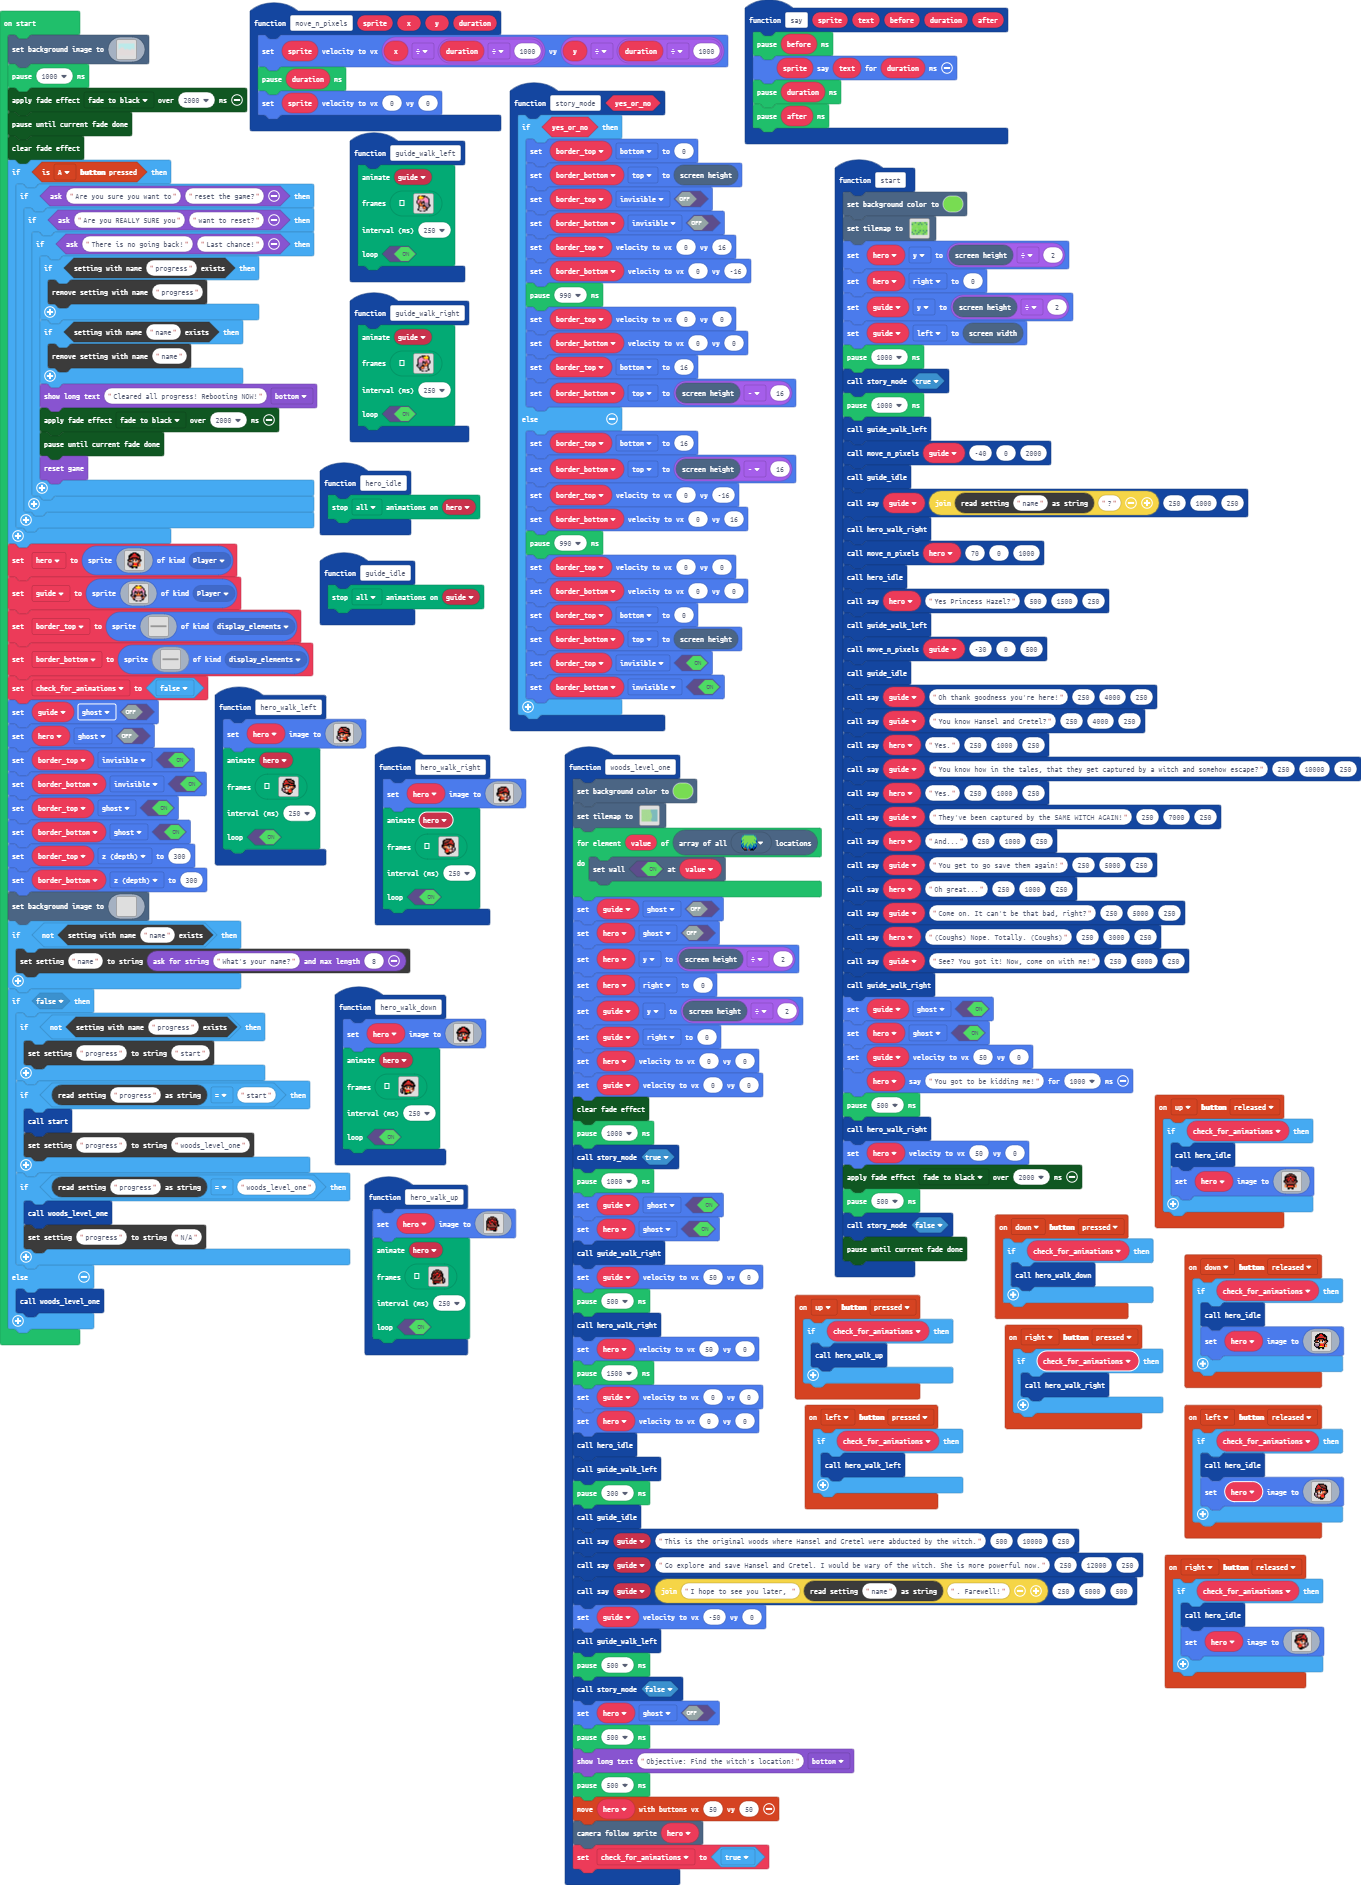 on start
set background image to
pause 1000 ms
apply fade effect fade to black over 2000 ms
pause until current fade done
clear fade effect
if is A button pressed then
if ask "Are you sure you want to" "reset the game?" then
if ask "Are you REALLY SURE you" "want to reset?" then
if ask "There is no going back!" "Last chance!" then
if setting with name "progress" exists then
remove setting with name "progress"
if setting with name "name" exists then
remove setting with name "name"
show long text "Cleared all progress! Rebooting NOW!" bottom
apply fade effect fade to black over 2000 ms
pause until current fade done
reset game
set hero to sprite of kind Player
set guide to sprite of kind Player
set border_top to sprite of kind display_elements
set border_bottom to sprite of kind display_elements
set check_for_animations to false
set guide ghost OFF
set hero ghost OFF
set border_top invisible ON
set border_bottom invisible ON
set border_top ghost ON
set border_bottom ghost ON
set border_top z (depth) to 300
set border_bottom z (depth) to 300
set background image to
if not setting with name "name" exists then
set setting "name" to string ask for string "What's your name?" and max length 8
if false then
if not setting with name "progress" exists then
set setting "progress" to string "start"
if read setting "progress" as string = "start" then
call start
set setting "progress" to string "woods_level_one"
if read setting "progress" as string = "woods_level_one" then
call woods_level_one
set setting "progress" to string "N/A"
else
call woods_level_one
function move_n_pixels sprite x y duration
set sprite velocity to vx x ÷ duration ÷ 1000 vy y ÷ duration ÷ 1000
pause duration ms
set sprite velocity to vx 0 vy 0
function guide_walk_left
animate guide
frames
interval (ms) 250
loop ON
function guide_walk_right
animate guide
frames
interval (ms) 250
loop ON
function hero_idle
stop all animations on hero
function guide_idle
stop all animations on guide
function hero_walk_left
set hero image to
animate hero
frames
interval (ms) 250
loop ON
function hero_walk_right
set hero image to
animate hero
frames
interval (ms) 250
loop ON
function hero_walk_down
set hero image to
animate hero
frames
interval (ms) 250
loop ON
function hero_walk_up
set hero image to
animate hero
frames
interval (ms) 250
loop ON
function story_mode yes_or_no
if yes_or_no then
set border_top bottom to 0
set border_bottom top to screen height
set border_top invisible OFF
set border_bottom invisible OFF
set border_top velocity to vx 0 vy 16
set border_bottom velocity to vx 0 vy -16
pause 990 ms
set border_top velocity to vx 0 vy 0
set border_bottom velocity to vx 0 vy 0
set border_top bottom to 16
set border_bottom top to screen height - 16
else
set border_top bottom to 16
set border_bottom top to screen height - 16
set border_top velocity to vx 0 vy -16
set border_bottom velocity to vx 0 vy 16
pause 990 ms
set border_top velocity to vx 0 vy 0
set border_bottom velocity to vx 0 vy 0
set border_top bottom to 0
set border_bottom top to screen height
set border_top invisible ON
set border_bottom invisible ON
function woods_level_one
set background color to
set tilemap to
for element value of array of all locations
do set wall ON at value
set guide ghost OFF
set hero ghost OFF
set hero y to screen height ÷ 2
set hero right to 0
set guide y to screen height ÷ 2
set guide right to 0
set hero velocity to vx 0 vy 0
set guide velocity to vx 0 vy 0
clear fade effect
pause 1000 ms
call story_mode true
pause 1000 ms
set guide ghost ON
set hero ghost ON
call guide_walk_right
set guide velocity to vx 50 vy 0
pause 500 ms
call hero_walk_right
set hero velocity to vx 50 vy 0
pause 1500 ms
set guide velocity to vx 0 vy 0
set hero velocity to vx 0 vy 0
call hero_idle
call guide_walk_left
pause 300 ms
call guide_idle
call say guide "This is the original woods where Hansel and Gretel were abducted by the witch." 500 10000 250
call say guide "Go explore and save Hansel and Gretel. I would be wary of the witch. She is more powerful now." 250 12000 250
call say guide join "I hope to see you later, " read setting "name" as string ". Farewell!" 250 5000 500
set guide velocity to vx -50 vy 0
call guide_walk_left
pause 500 ms
call story_mode false
set hero ghost OFF
pause 500 ms
show long text "Objective: Find the witch's location!" bottom
pause 500 ms
move hero with buttons vx 50 vy 50
camera follow sprite hero
set check_for_animations to true
function say sprite text before duration after
pause before ms
sprite say text for duration ms
pause duration ms
pause after ms
function start
set background color to
set tilemap to
set hero y to screen height ÷ 2
set hero right to 0
set guide y to screen height ÷ 2
set guide left to screen width
pause 1000 ms
call story_mode true
pause 1000 ms
call guide_walk_left
call move_n_pixels guide -40 0 2000
call guide_idle
call say guide join read setting "name" as string "?" 250 1000 250
call hero_walk_right
call move_n_pixels hero 70 0 1000
call hero_idle
call say hero "Yes Princess Hazel?" 500 1500 250
call guide_walk_left
call move_n_pixels guide -30 0 500
call guide_idle
call say guide "Oh thank goodness you're here!" 250 4000 250
call say guide "You know Hansel and Gretel?" 250 4000 250
call say hero "Yes." 250 1000 250
call say guide "You know how in the tales, that they get captured by a witch and somehow escape?" 250 10000 250
call say hero "Yes." 250 1000 250
call say guide "They've been captured by the SAME WITCH AGAIN!" 250 7000 250
call say hero "And..." 250 1000 250
call say guide "You get to go save them again!" 250 5000 250
call say hero "Oh great..." 250 1000 250
call say guide "Come on. It can't be that bad, right?" 250 5000 250
call say hero "(Coughs) Nope. Totally. (Coughs)" 250 3000 250
call say guide "See? You got it! Now, come on with me!" 250 5000 250
call guide_walk_right
set guide ghost ON
set hero ghost ON
set guide velocity to vx 50 vy 0
hero say "You got to be kidding me!" for 1000 ms
pause 500 ms
call hero_walk_right
set hero velocity to vx 50 vy 0
apply fade effect fade to black over 2000 ms
pause 500 ms
call story_mode false
pause until current fade done
on up button pressed
if check_for_animations then
call hero_walk_up
on left button pressed
if check_for_animations then
call hero_walk_left
on down button pressed
if check_for_animations then
call hero_walk_down
on right button pressed
if check_for_animations then
call hero_walk_right
on up button released
if check_for_animations then
call hero_idle
set hero image to
on down button released
if check_for_animations then
call hero_idle
set hero image to
on left button released
if check_for_animations then
call hero_idle
set hero image to
on right button released
if check_for_animations then
call hero_idle
set hero image to